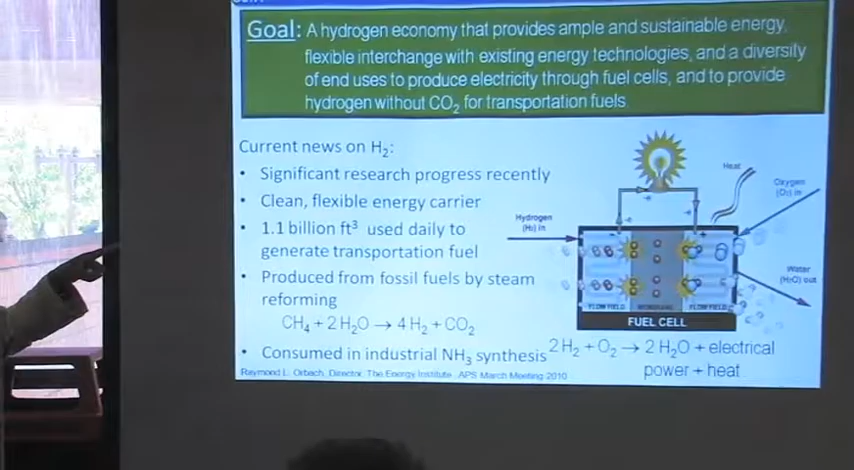 Goal: A hydrogen economy that provides ample and sustainable energy,
flexible interchange with existing energy technologies, and a diversity
of end uses to produce electricity through fuel cells, and to provide
hydrogen without CO₂ for transportation fuels
Current news on H₂:
• Significant research progress recently
• Clean, flexible energy carrier
• 1.1 billion ft³ used daily to
generate transportation fuel
• Produced from fossil fuels by steam
reforming
CH₄ + 2 H₂O → 4 H₂ + CO₂
• Consumed in industrial NH₃ synthesis
Raymond L. Orbach, Director, The Energy Institute, APS March Meeting 2010
Heat
Oxygen
(O₂) in
Hydrogen
(H₂) in
Water
(H₂O) out
FLOW FIELD MEMBRANE FLOW FIELD
FUEL CELL
2 H₂ + O₂ → 2 H₂O + electrical
power + heat